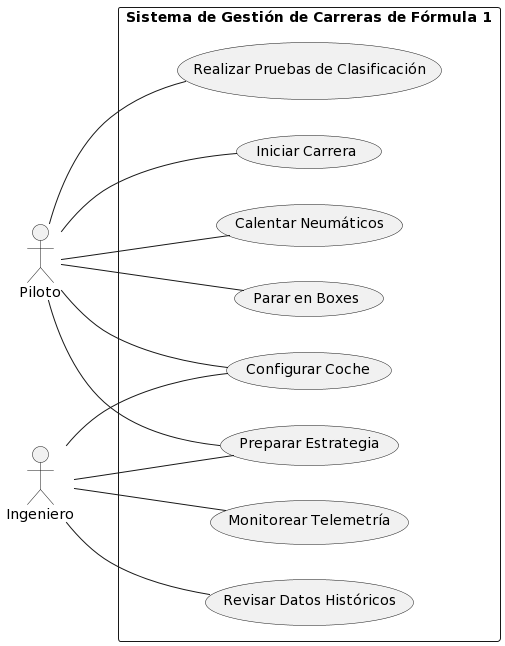 Sistema de Gestión de Carreras de Fórmula 1
Realizar Pruebas de Clasificación
Iniciar Carrera
Calentar Neumáticos
Piloto
Parar en Boxes
Configurar Coche
Preparar Estrategia
Ingeniero
Monitorear Telemetría
Revisar Datos Históricos